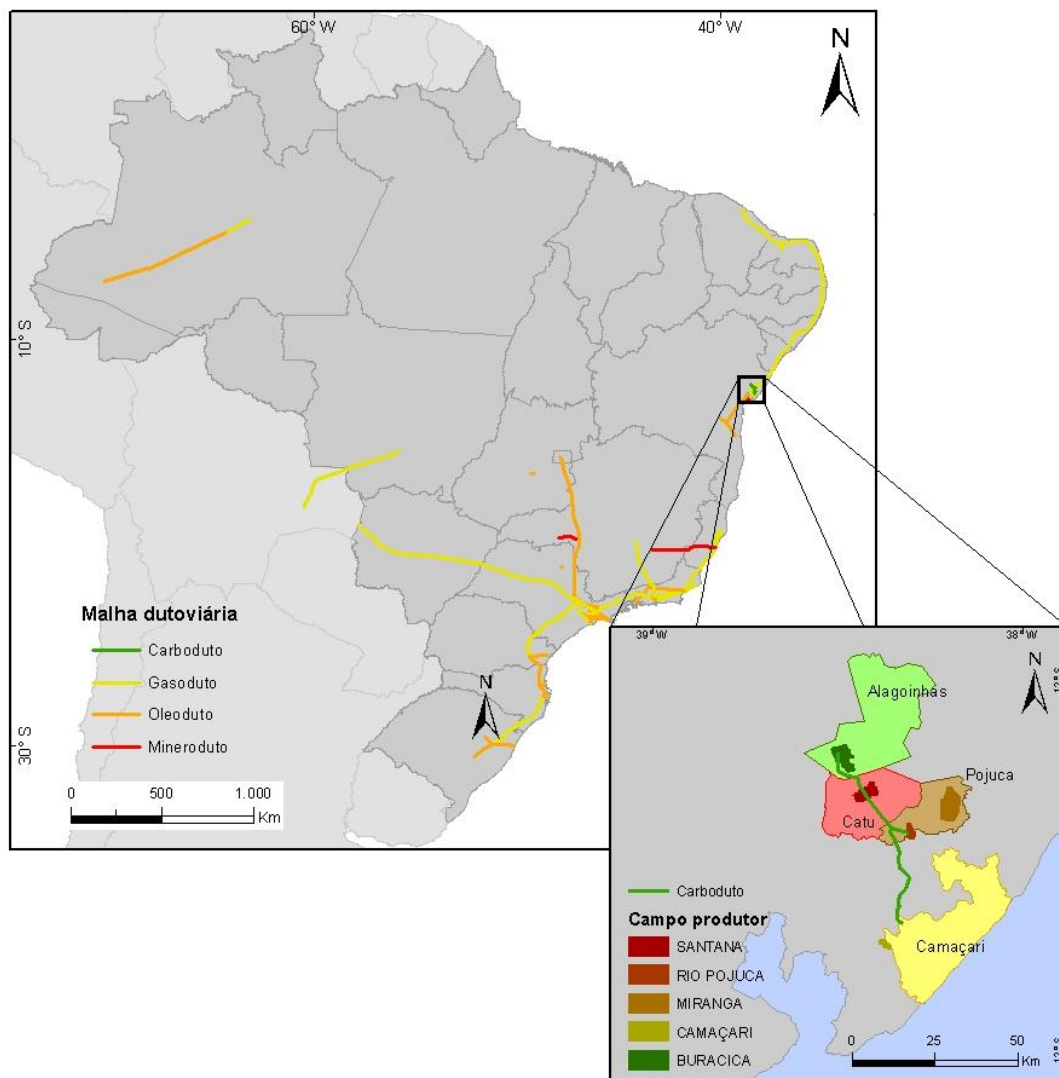 60° W
40° W
N
10° S
Malha dutoviária
Carboduto
Gasoduto
Oleoduto
Mineroduto
N
30° S
0 500 1.000
Km
39° W
38° W
N
Alagoinhas
Pojuca
Catu
Carboduto
Campo produtor
SANTANA
RIO POJUCA
MIRANGA
CAMAÇARI
BURACICA
Camaçari
0 25 50
Km
13°S